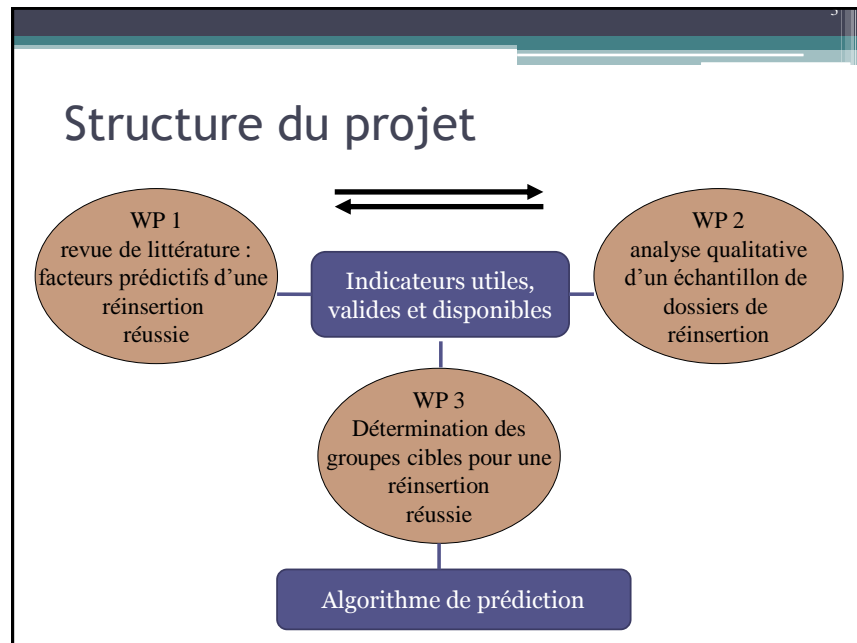 Structure du projet
WP 1
revue de littérature :
facteurs prédictifs d'une
réinsertion
réussie
Indicateurs utiles,
valides et disponibles
WP 2
analyse qualitative
d'un échantillon de
dossiers de
réinsertion
WP 3
Détermination des
groupes cibles pour une
réinsertion
réussie
Algorithme de prédiction